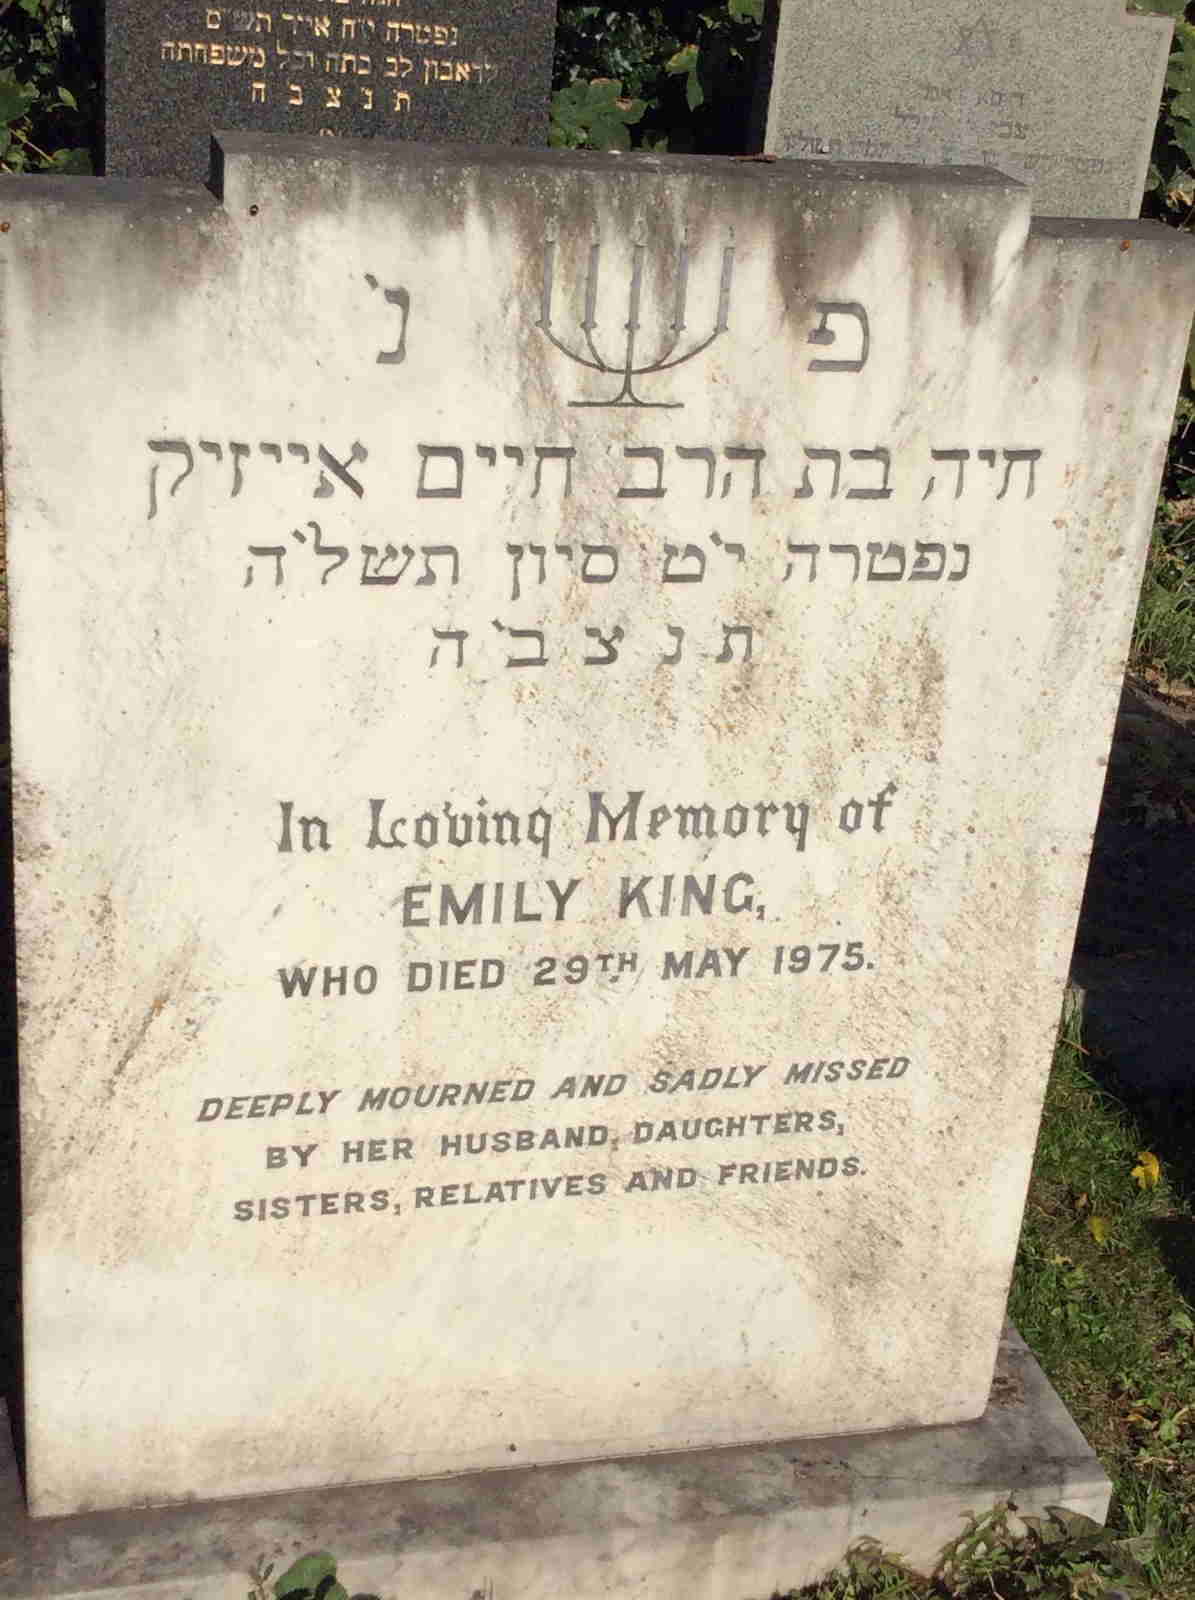 נפטרה י"ח אייר תש"ם
לדאבון לב בתה וכל משפחתה
ת נ צ ב ה
פ נ'
חיה בת הרב חיים אייזיק
נפטרה י'ט סיון תשל'ה
ת נ צ ב' ה
In Loving Memory of
EMILY KING,
WHO DIED 29TH MAY 1975.
DEEPLY MOURNED AND SADLY MISSED
BY HER HUSBAND, DAUGHTERS,
SISTERS, RELATIVES AND FRIENDS.